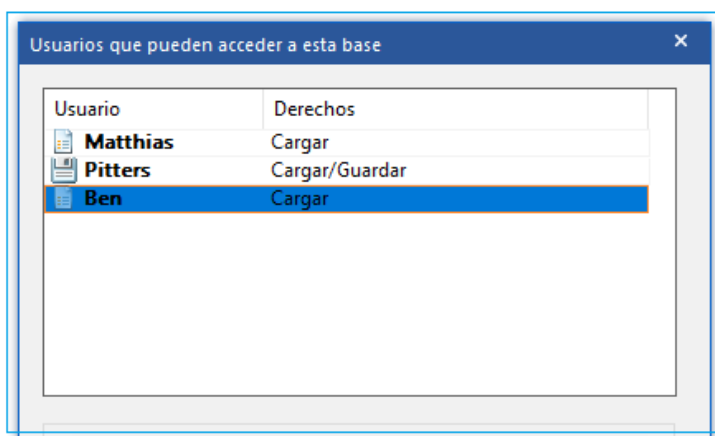 Usuarios que pueden acceder a esta base
Usuario Derechos
Matthias Cargar
Pitters Cargar/Guardar
Ben Cargar